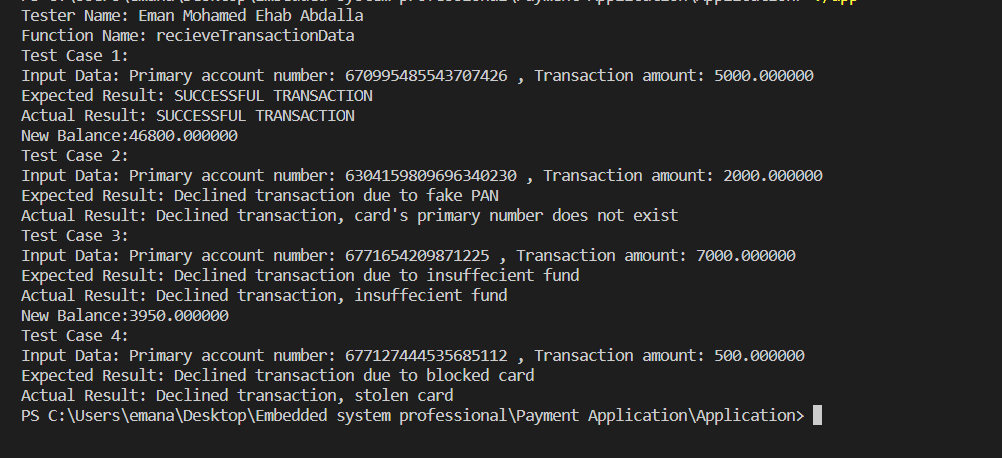 Tester Name: Eman Mohamed Ehab Abdalla
Function Name: recieveTransactionData
Test Case 1:
Input Data: Primary account number: 670995485543707426 , Transaction amount: 5000.000000
Expected Result: SUCCESSFUL TRANSACTION
Actual Result: SUCCESSFUL TRANSACTION
New Balance:46800.000000
Test Case 2:
Input Data: Primary account number: 6304159809696340230 , Transaction amount: 2000.000000
Expected Result: Declined transaction due to fake PAN
Actual Result: Declined transaction, card's primary number does not exist
Test Case 3:
Input Data: Primary account number: 6771654209871225 , Transaction amount: 7000.000000
Expected Result: Declined transaction due to insuffecient fund
Actual Result: Declined transaction, insuffecient fund
New Balance:3950.000000
Test Case 4:
Input Data: Primary account number: 677127444535685112 , Transaction amount: 500.000000
Expected Result: Declined transaction due to blocked card
Actual Result: Declined transaction, stolen card
PS C:\Users\emana\Desktop\Embedded system professional\Payment Application\Application>